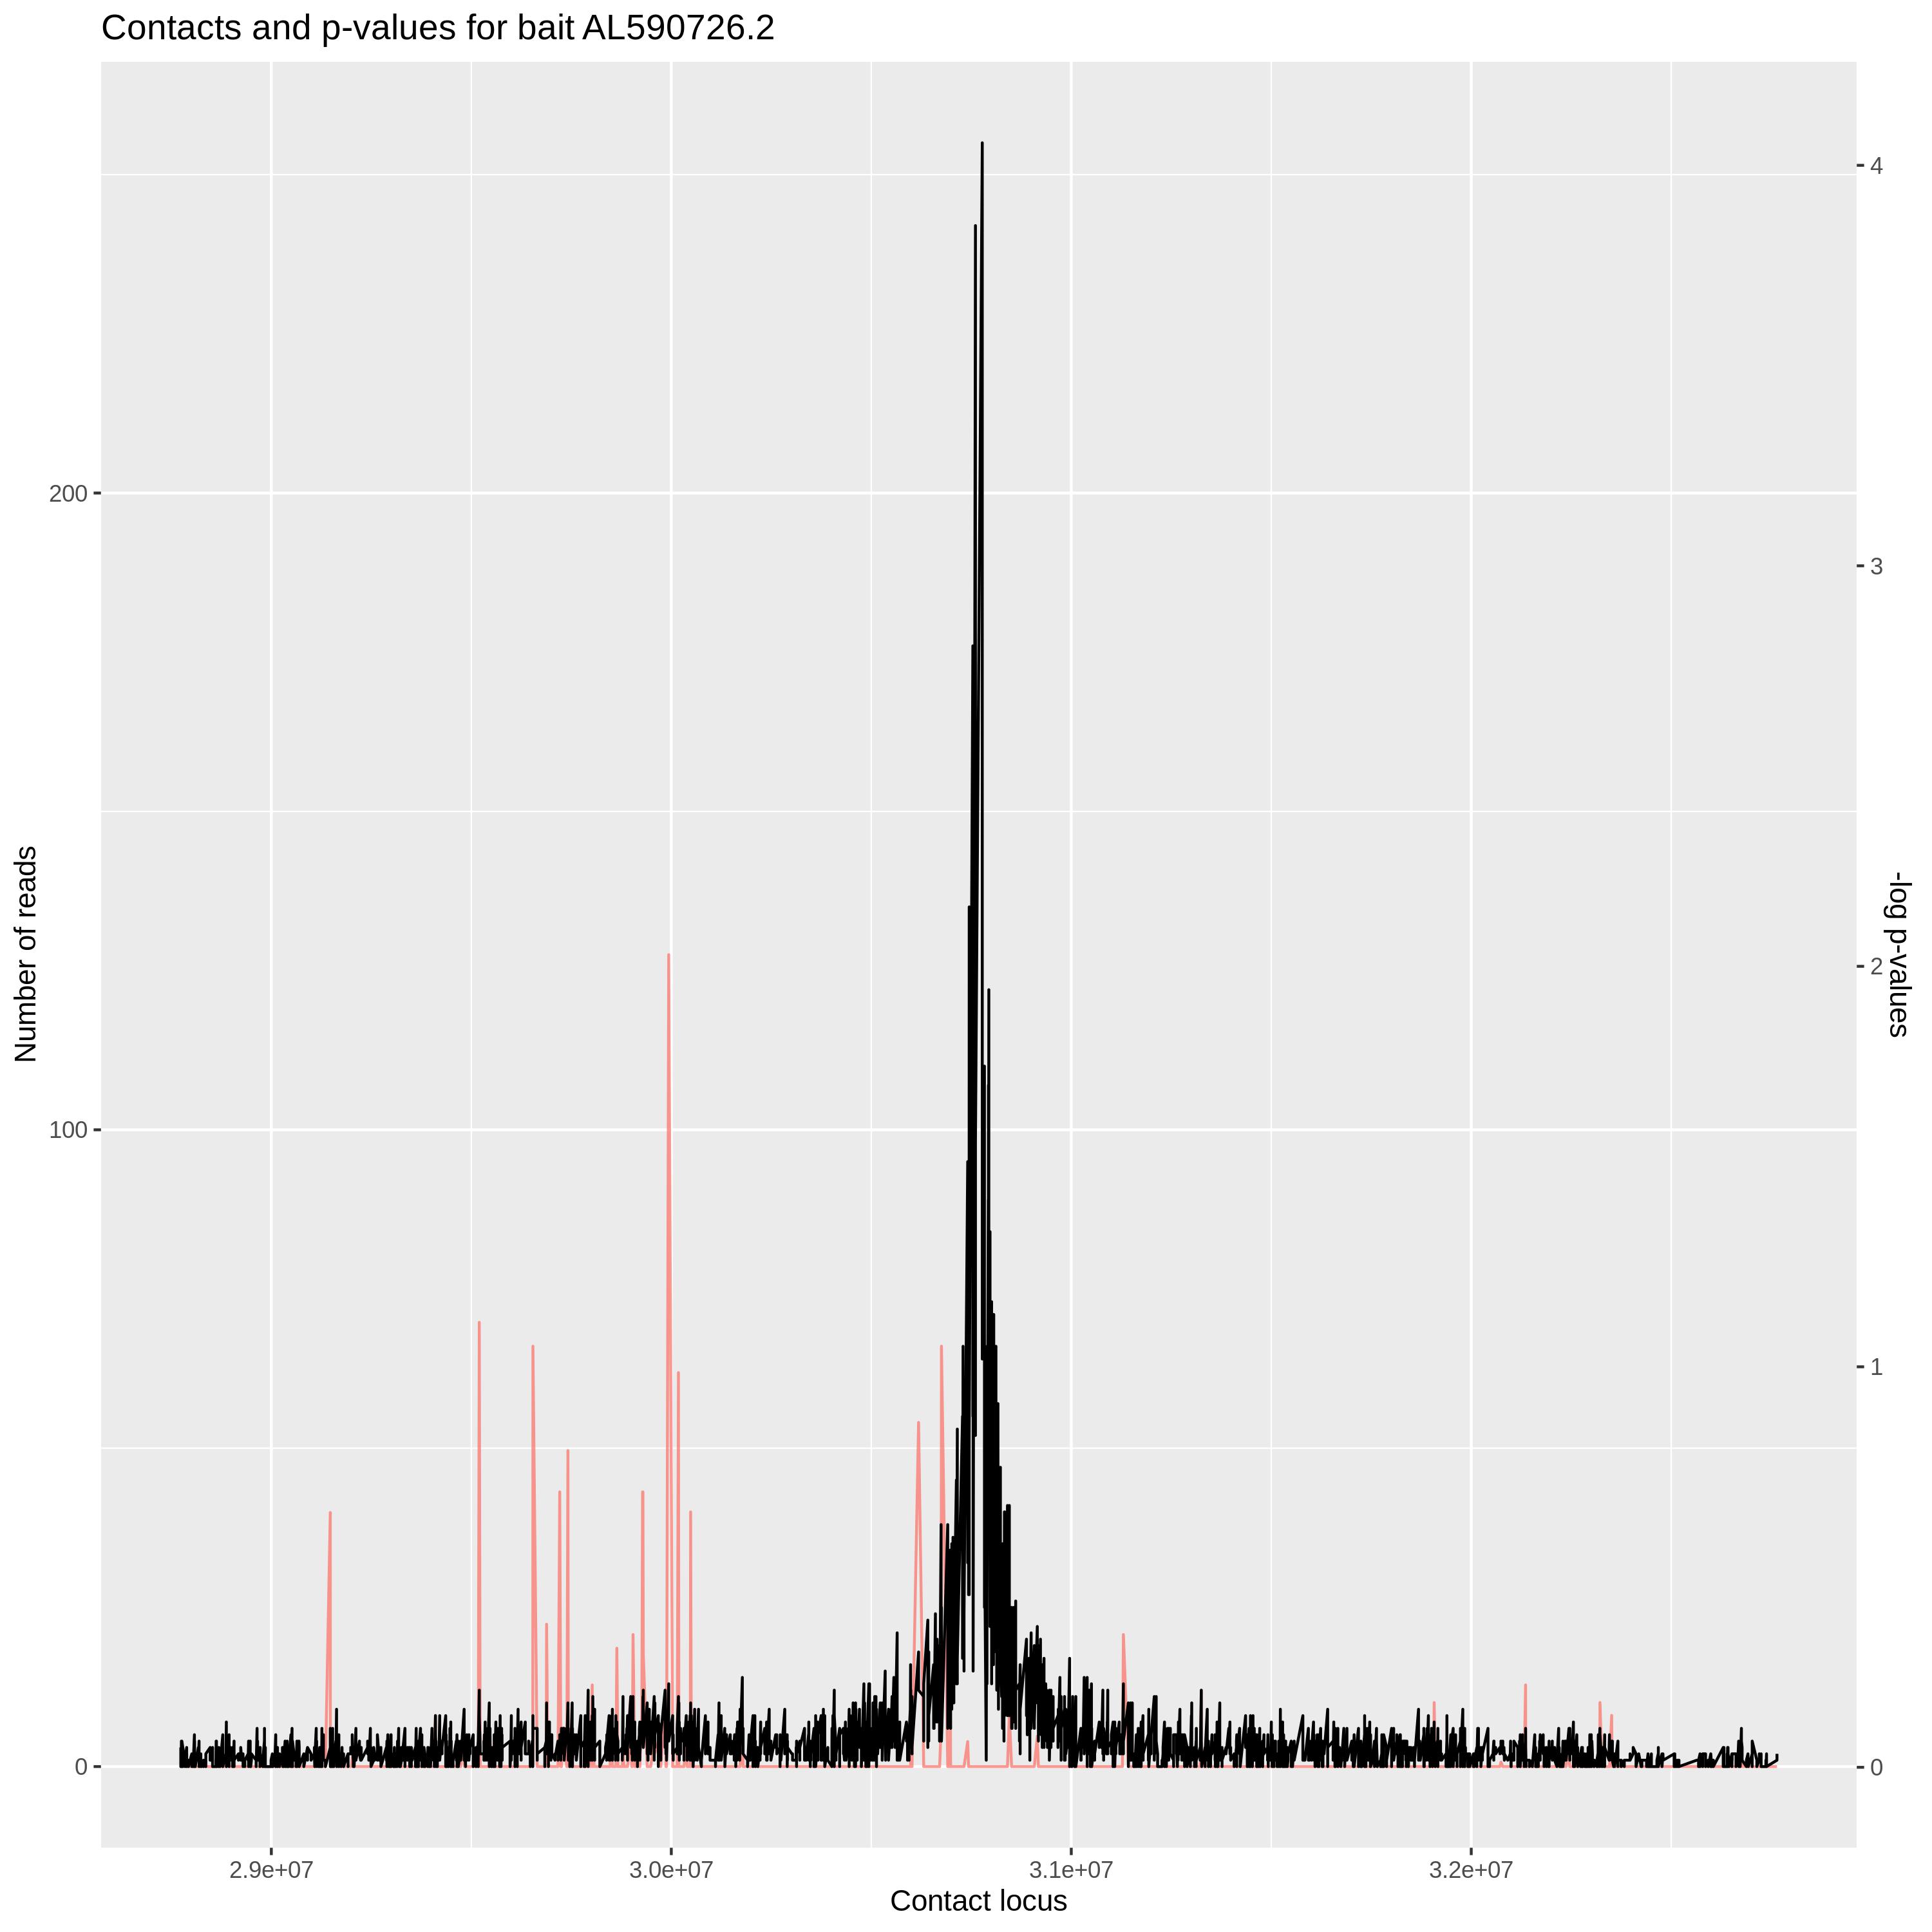 Contacts and p-values for bait AL590726.2
Number of reads
200
100
0
4
3
2
1
0
-log p-values
2.9e+07
3.0e+07
3.1e+07
3.2e+07
Contact locus